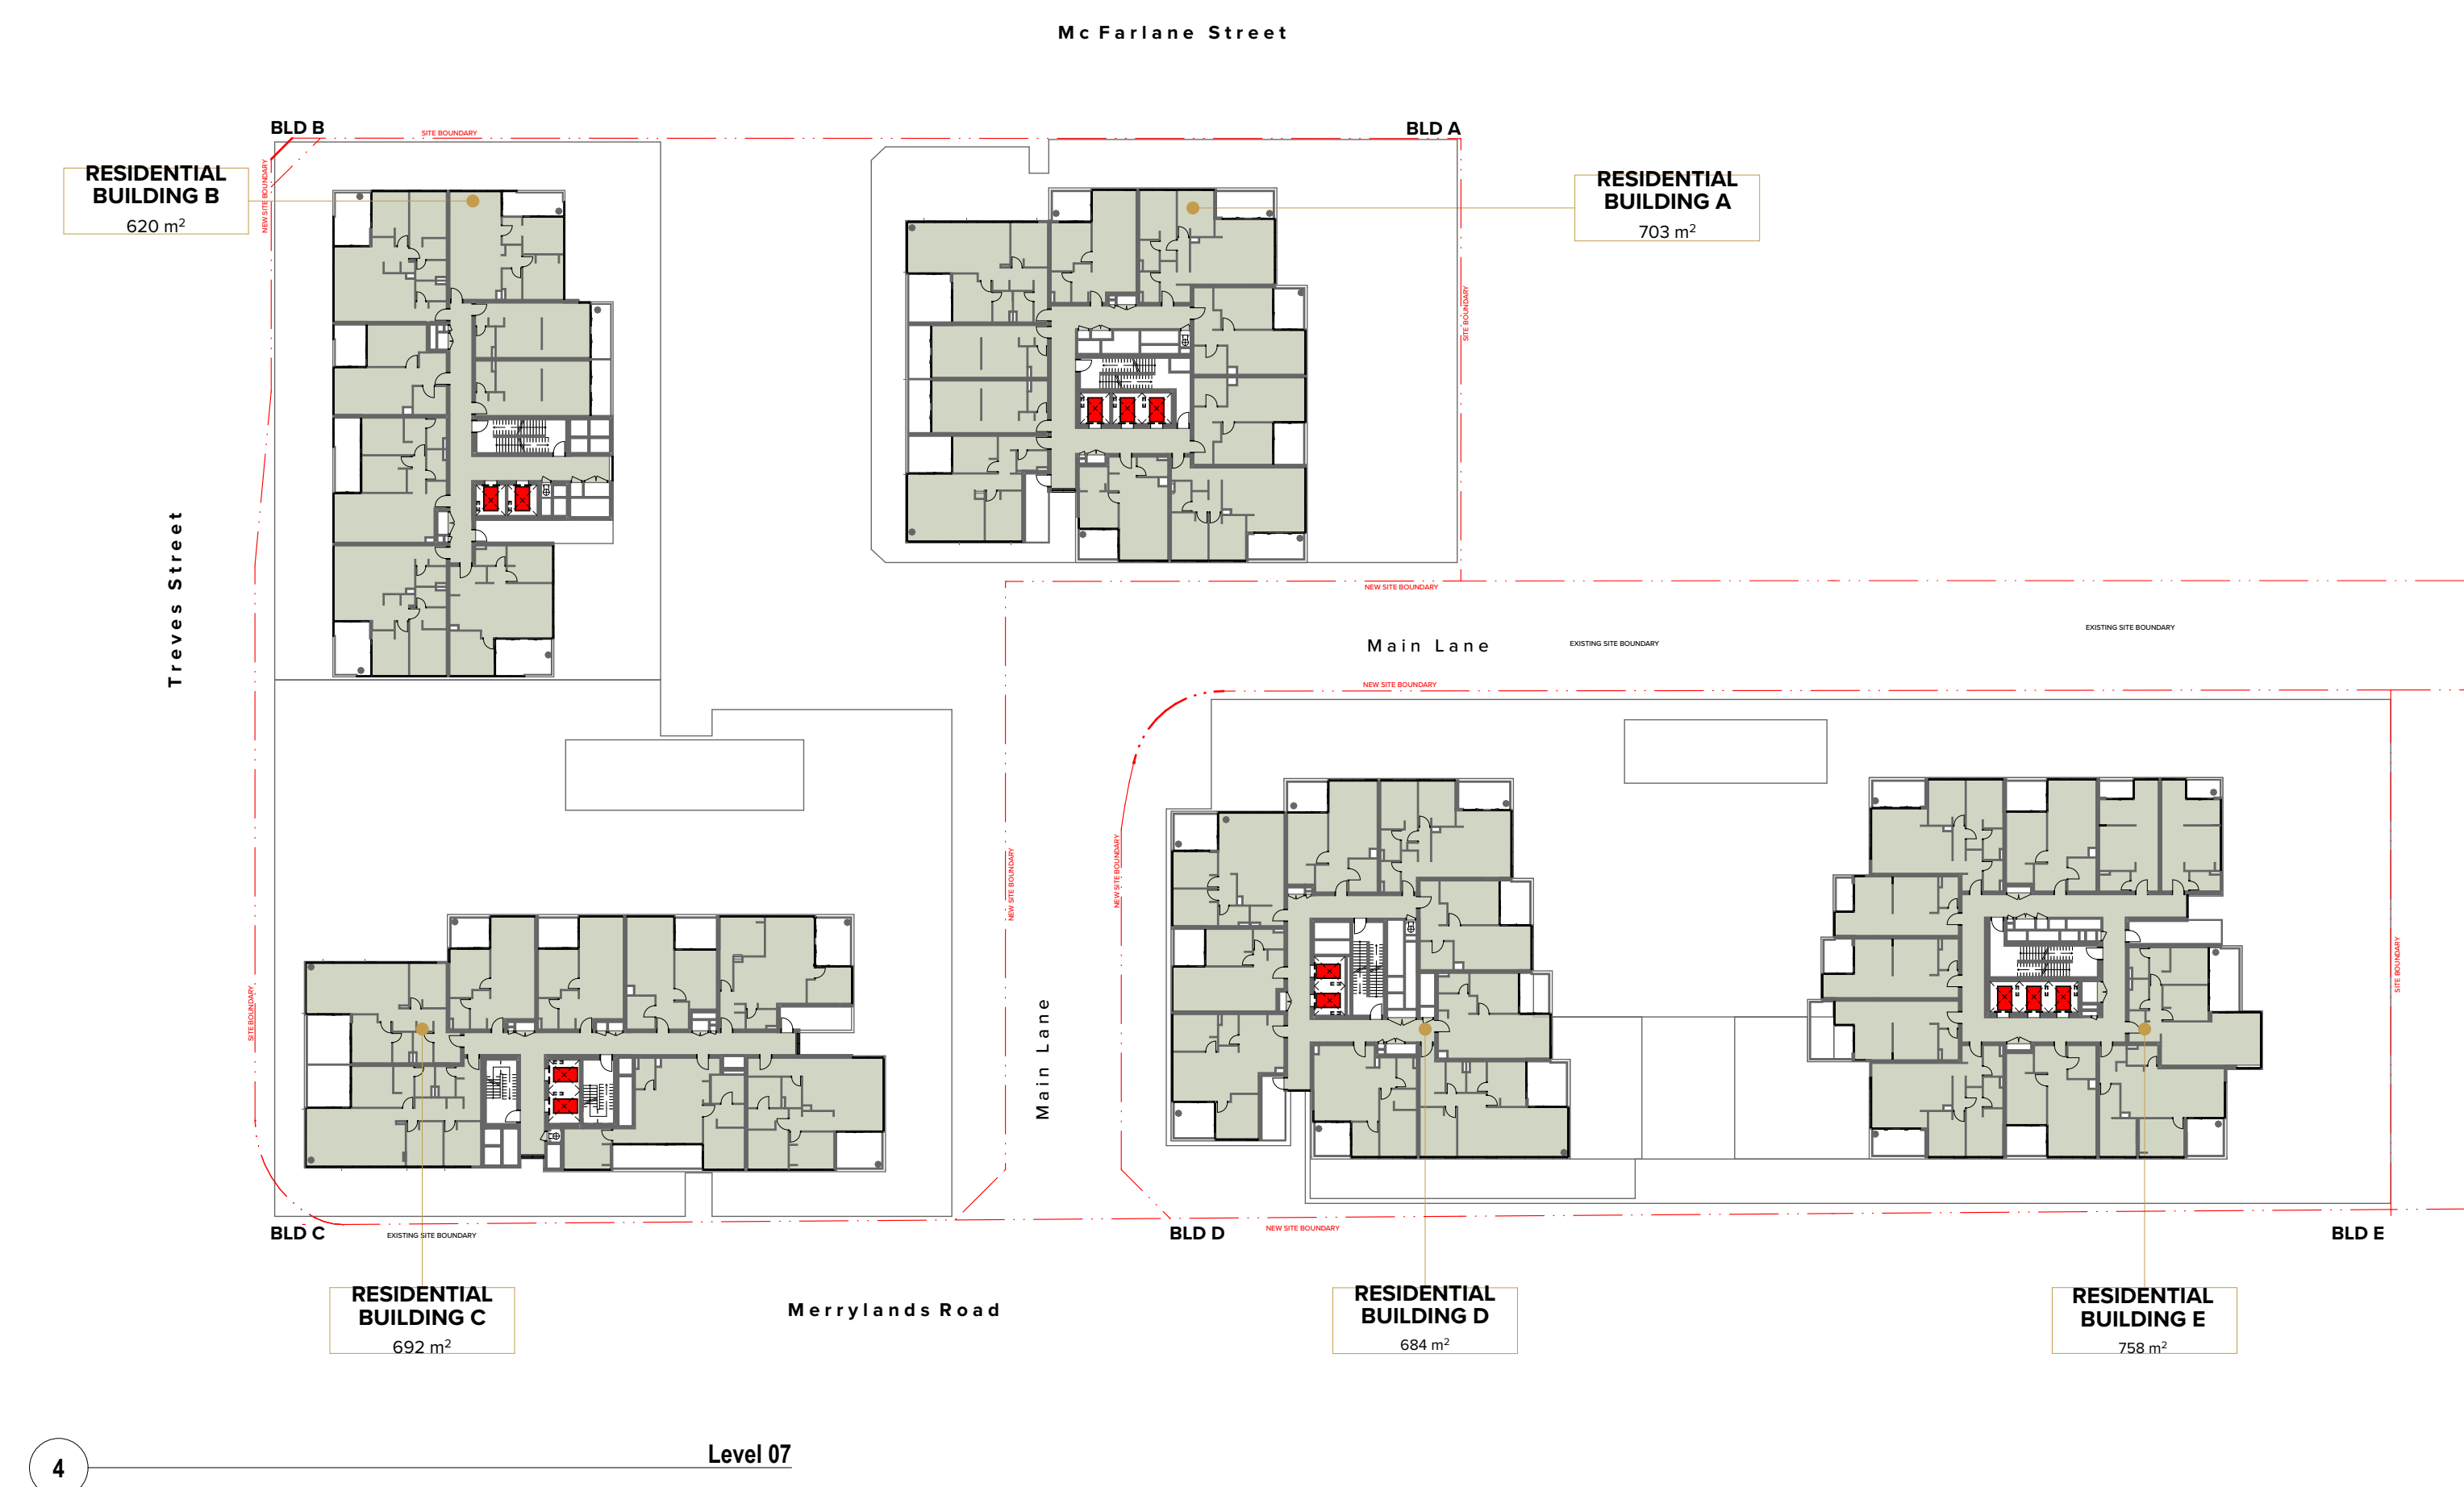 Mc Farlane Street
BLD B
SITE BOUNDARY
BLD A
RESIDENTIAL
BUILDING B
620 m²
NEW SITE BOUNDARY
RESIDENTIAL
BUILDING A
703 m²
SITE BOUNDARY
Treves Street
NEW SITE BOUNDARY
Main Lane
EXISTING SITE BOUNDARY
EXISTING SITE BOUNDARY
NEW SITE BOUNDARY
NEW SITE BOUNDARY
NEW SITE BOUNDARY
SITE BOUNDARY
SITE BOUNDARY
Main Lane
BLD C
EXISTING SITE BOUNDARY
BLD D
NEW SITE BOUNDARY
BLD E
RESIDENTIAL
BUILDING C
692 m²
Merrylands Road
RESIDENTIAL
BUILDING D
684 m²
RESIDENTIAL
BUILDING E
758 m²
4
Level 07